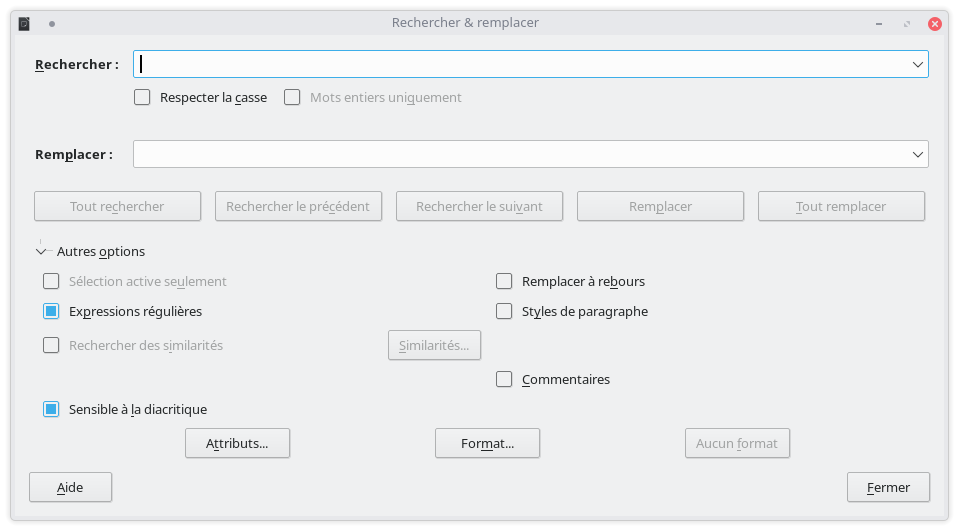 Rechercher & remplacer
Rechercher :
Respecter la casse Mots entiers uniquement
Remplacer :
Tout rechercher Rechercher le précédent Rechercher le suivant Remplacer Tout remplacer
Autres options
Sélection active seulement Remplacer à rebours
Expressions régulières Styles de paragraphe
Rechercher des similarités Similarités...
Commentaires
Sensible à la diacritique
Attributs... Format... Aucun format
Aide Fermer